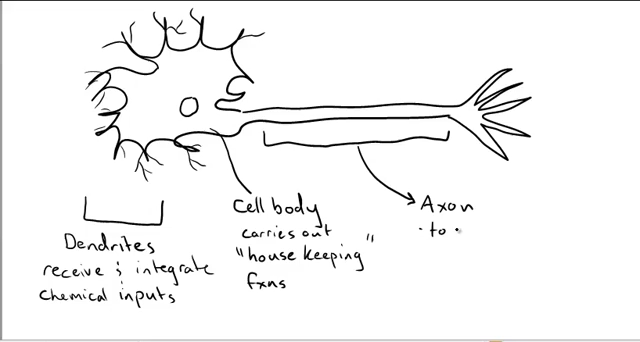 Dendrites
receive & integrate
chemical inputs
Cell body
carries out
"house keeping"
fxns
Axon
to